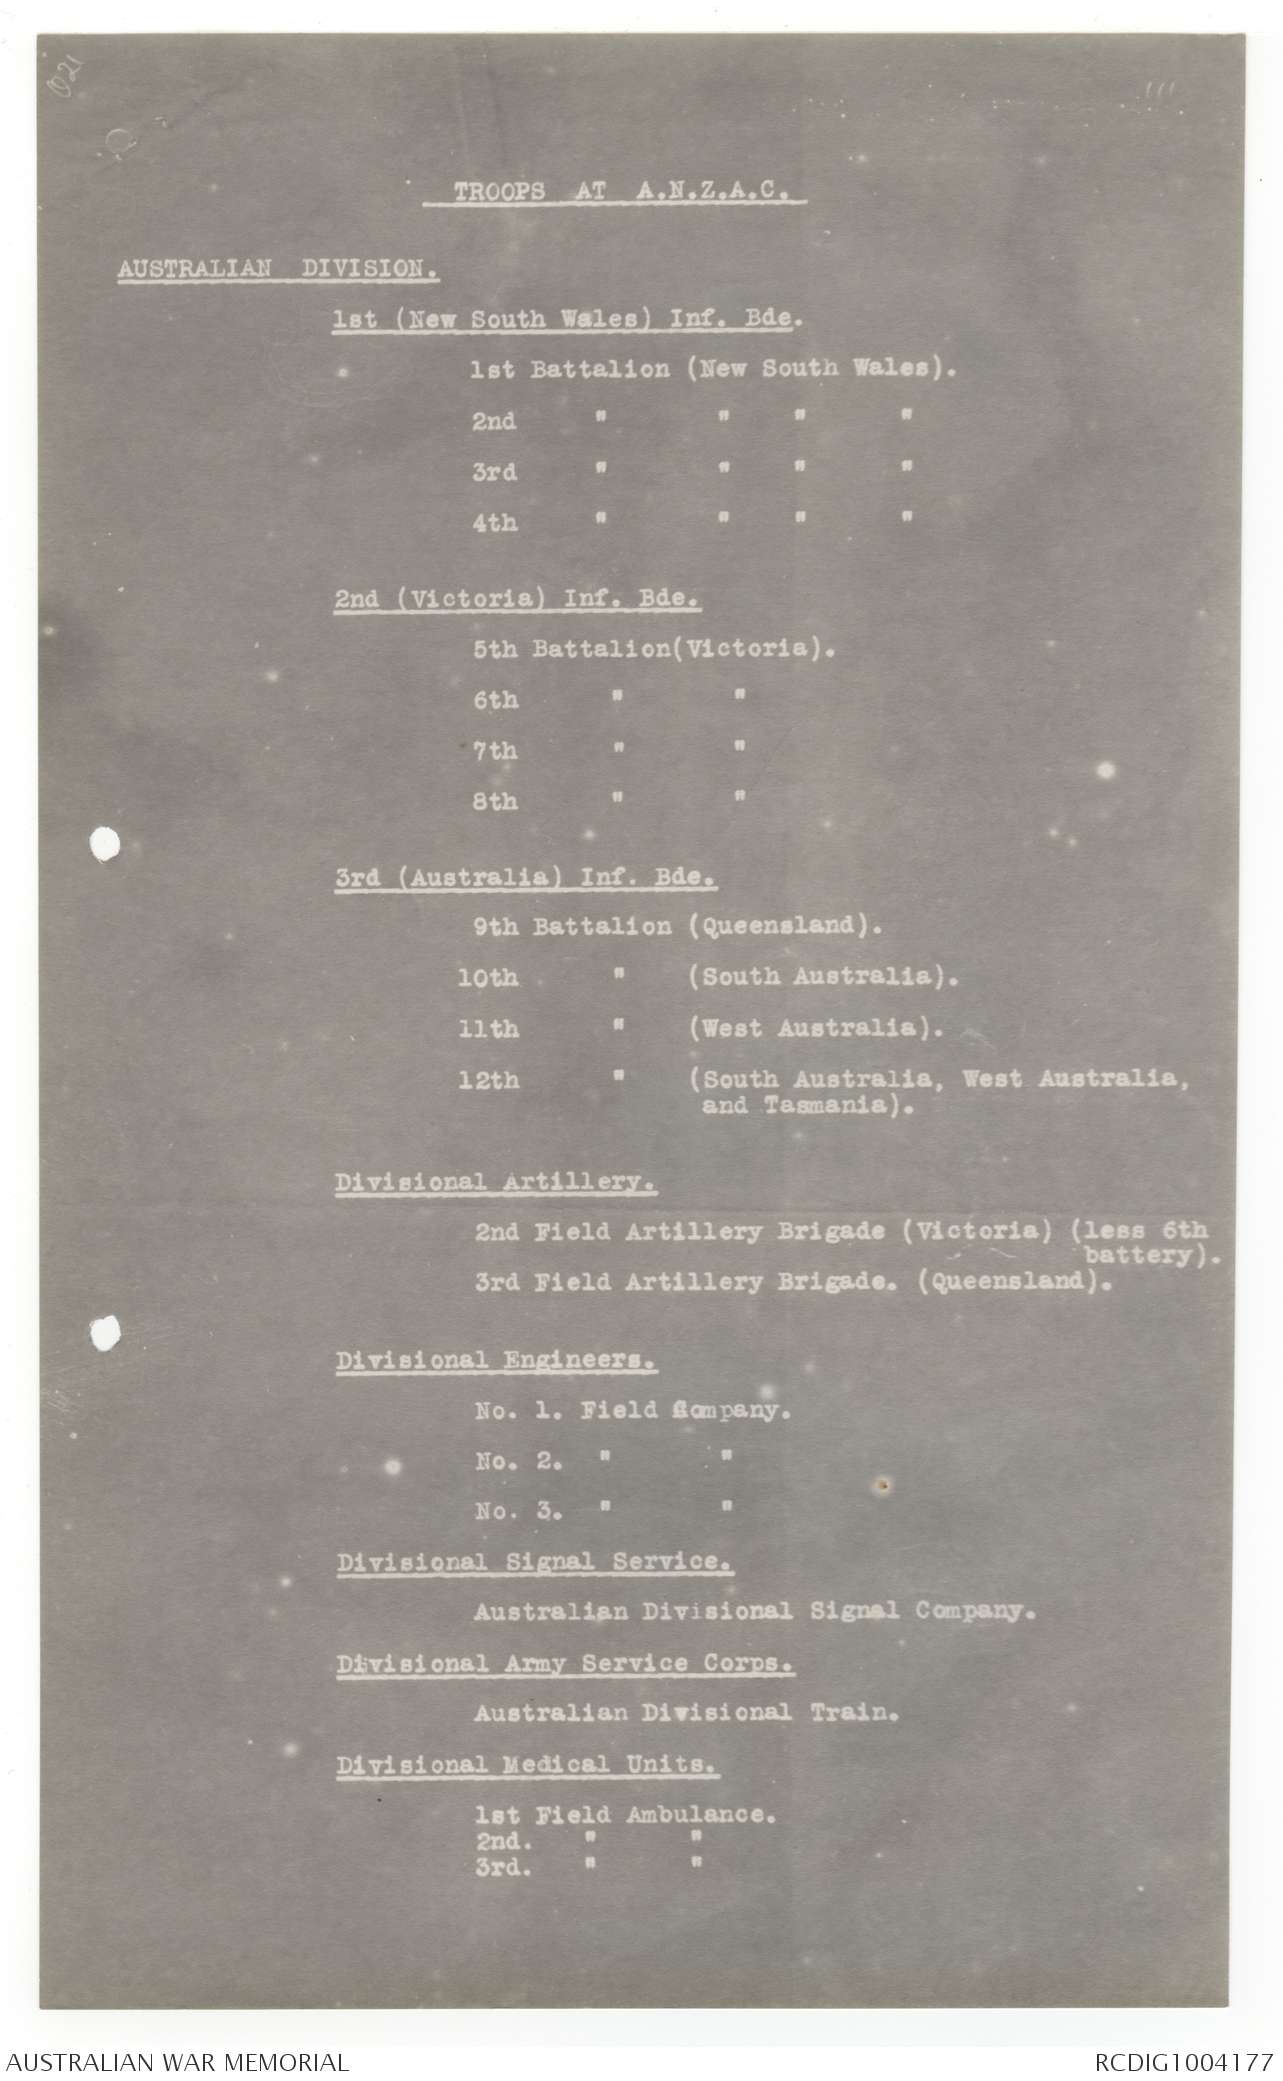 021
111
TROOPS AT A.N.Z.A.C.
AUSTRALIAN DIVISION.
1st (New South Wales) Inf. Bde.
1st Battalion (New South Wales).
2nd " " " "
3rd " " " "
4th " " " "
2nd (Victoria) Inf. Bde.
5th Battalion(Victoria).
6th " "
7th " "
8th " "
3rd (Australia) Inf. Bde.
9th Battalion (Queensland).
10th " (South Australia).
11th " (West Australia).
12th " (South Australia, West Australia,
and Tasmania).
Divisional Artillery.
2nd Field Artillery Brigade (Victoria) (less 6th
battery).
3rd Field Artillery Brigade. (Queensland).
Divisional Engineers.
No. 1. Field Company.
No. 2. " "
No. 3. " "
Divisional Signal Service.
Australian Divisional Signal Company.
Divisional Army Service Corps.
Australian Divisional Train.
Divisional Medical Units.
1st Field Ambulance.
2nd. " "
3rd. " "
AUSTRALIAN WAR MEMORIAL
RCDIG1004177